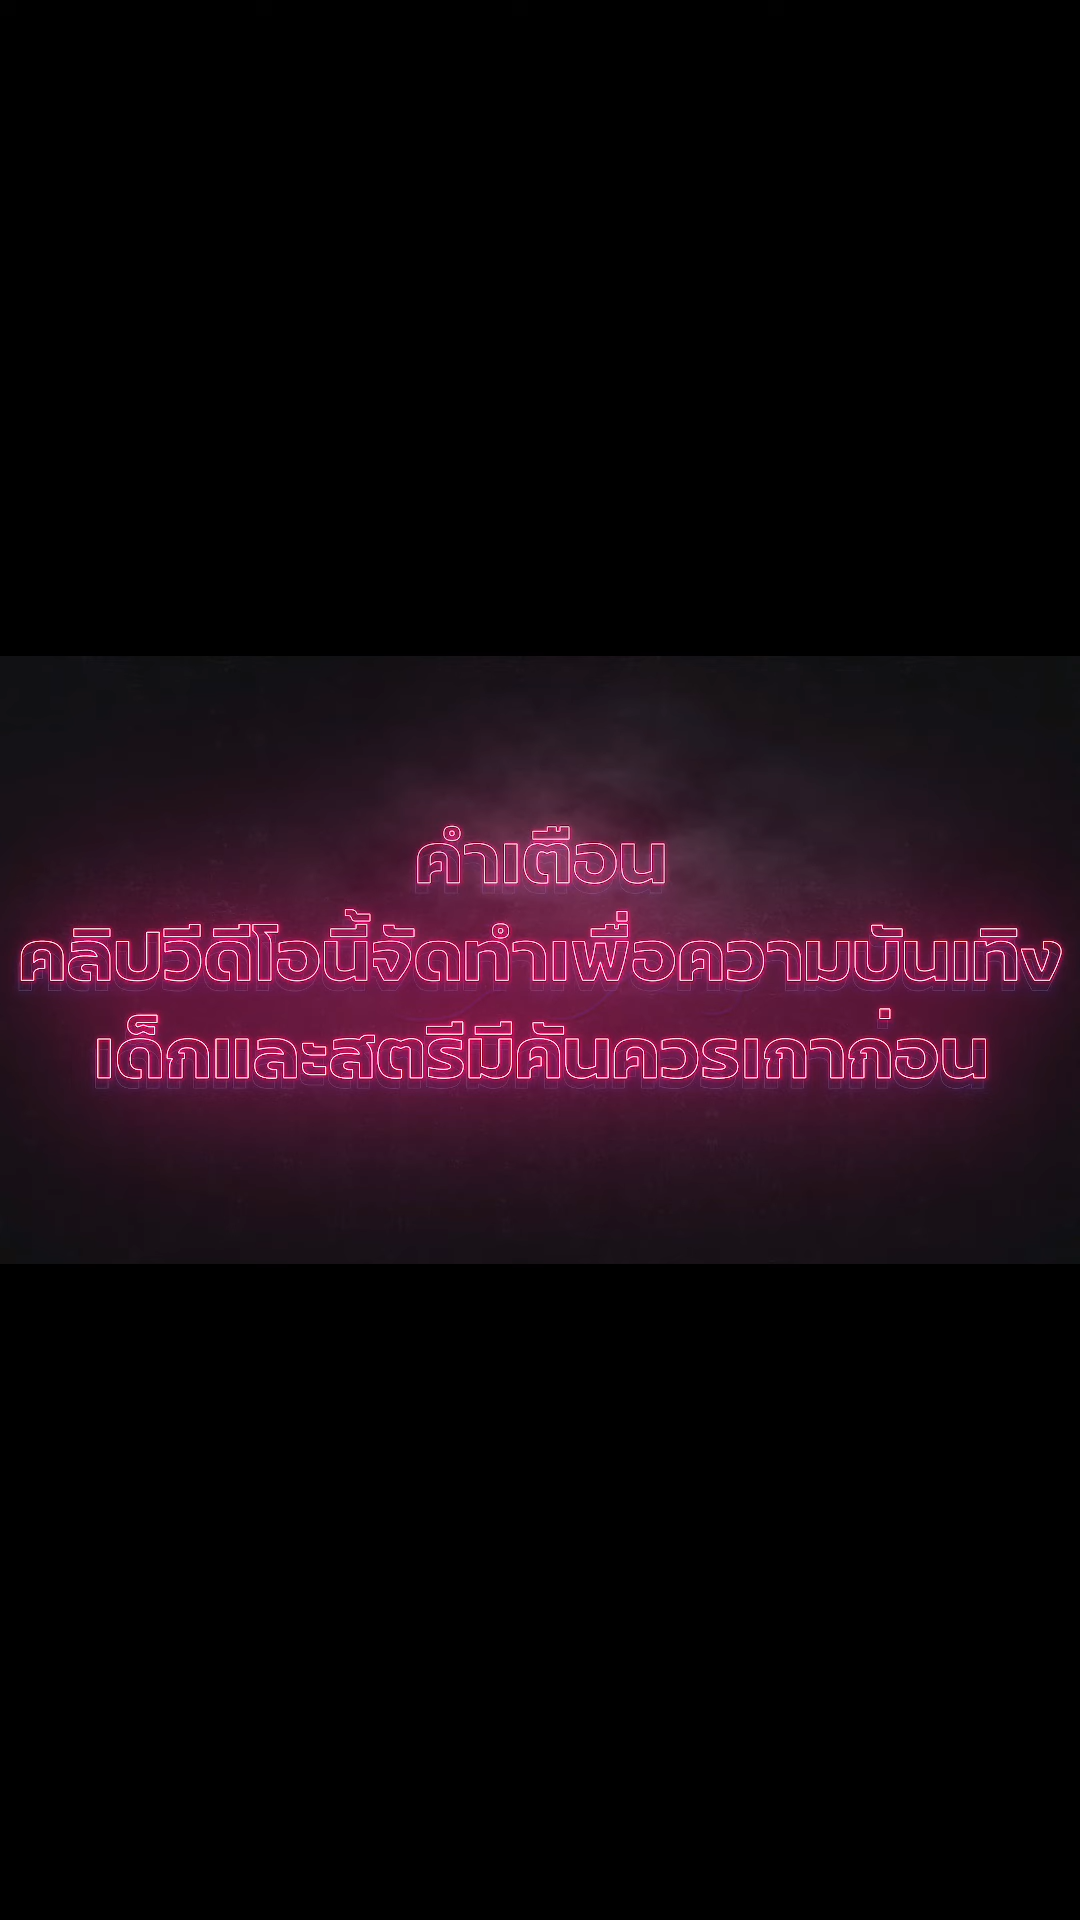 คำเตือน
คลิปวีดีโอนี้จัดทำเพื่อความบันเทิง
เด็กและสตรีมีคันควรเกาก่อน